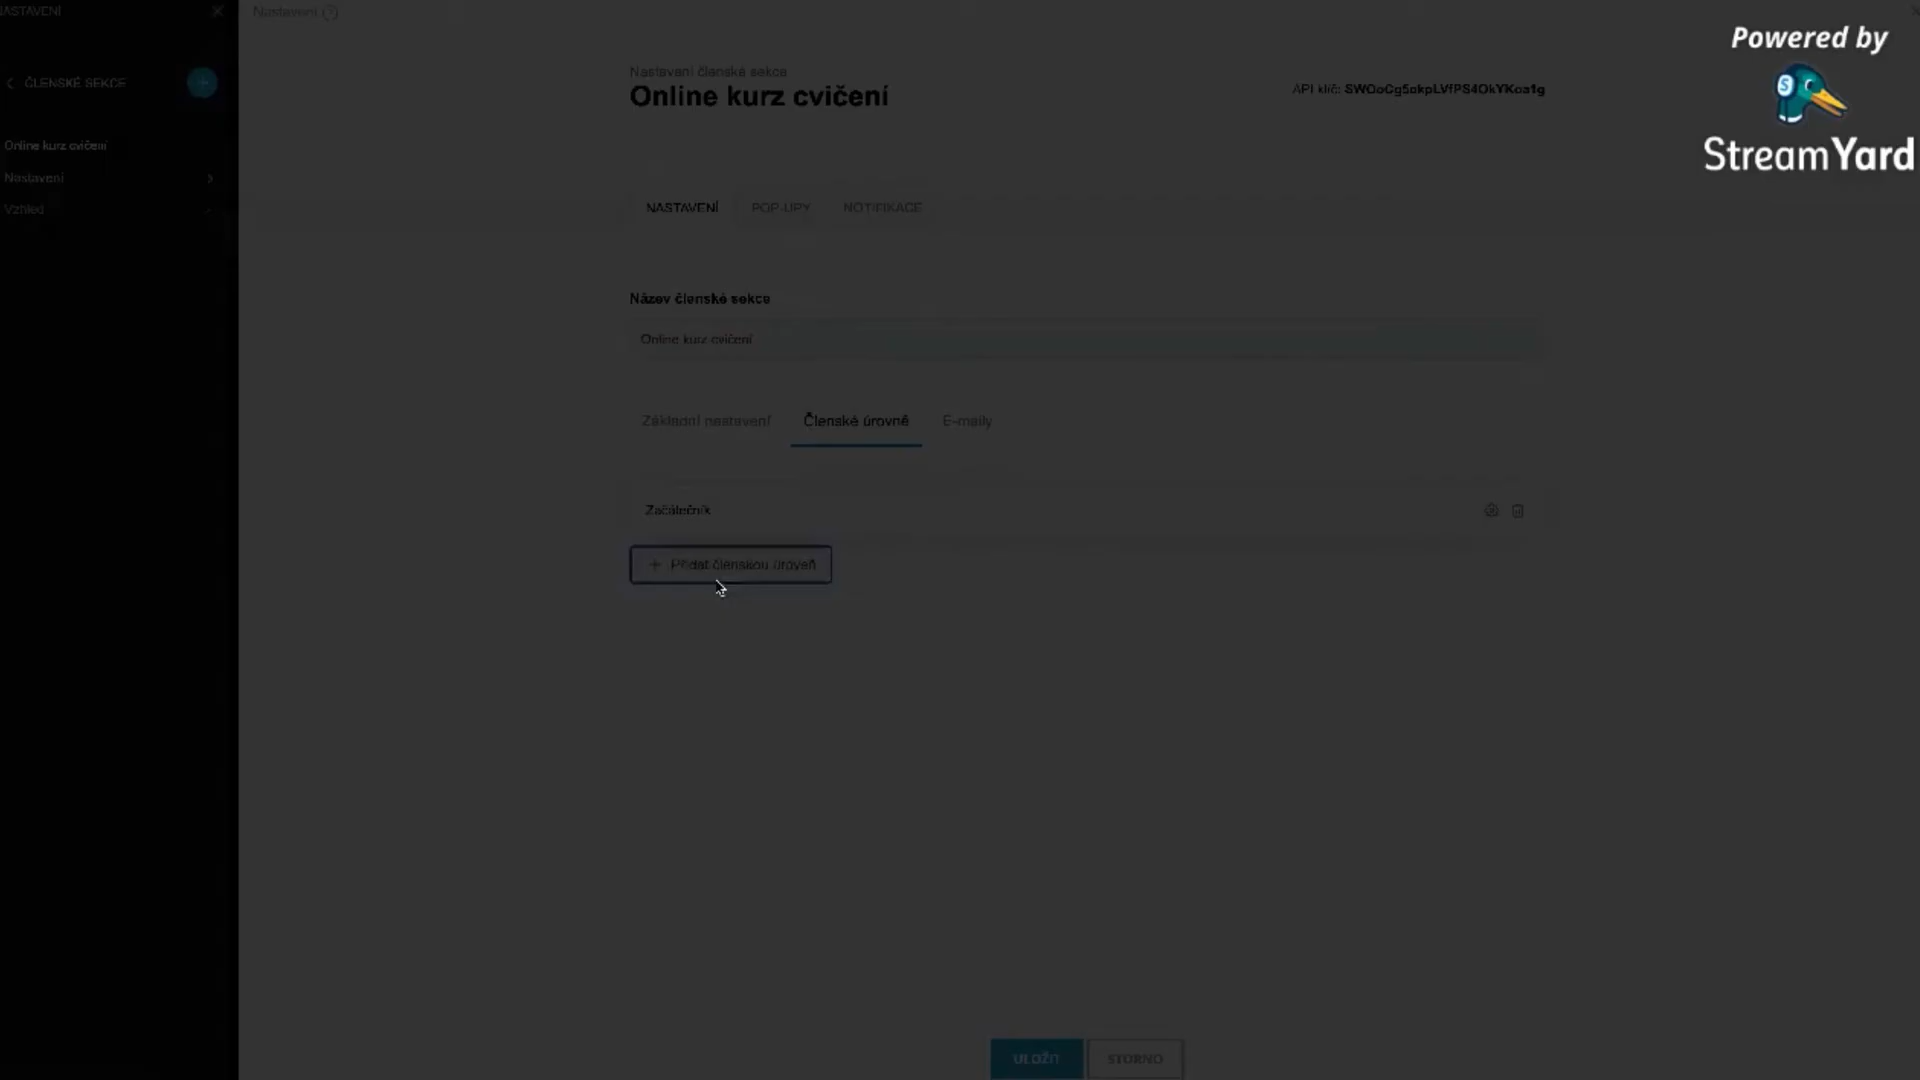 NASTAVENÍ
Nastavení
Powered by
StreamYard
ČLENSKÉ SEKCE
Nastavení členské sekce
Online kurz cvičení
API klíč:
Online kurz cvičení
Nastavení
Vzhled
NASTAVENÍ POP-UPY NOTIFIKACE
Název členské sekce
Online kurz cvičení
Základní nastavení Členské úrovně E-maily
Začátečník
+ Přidat členskou úroveň
ULOŽIT STORNO